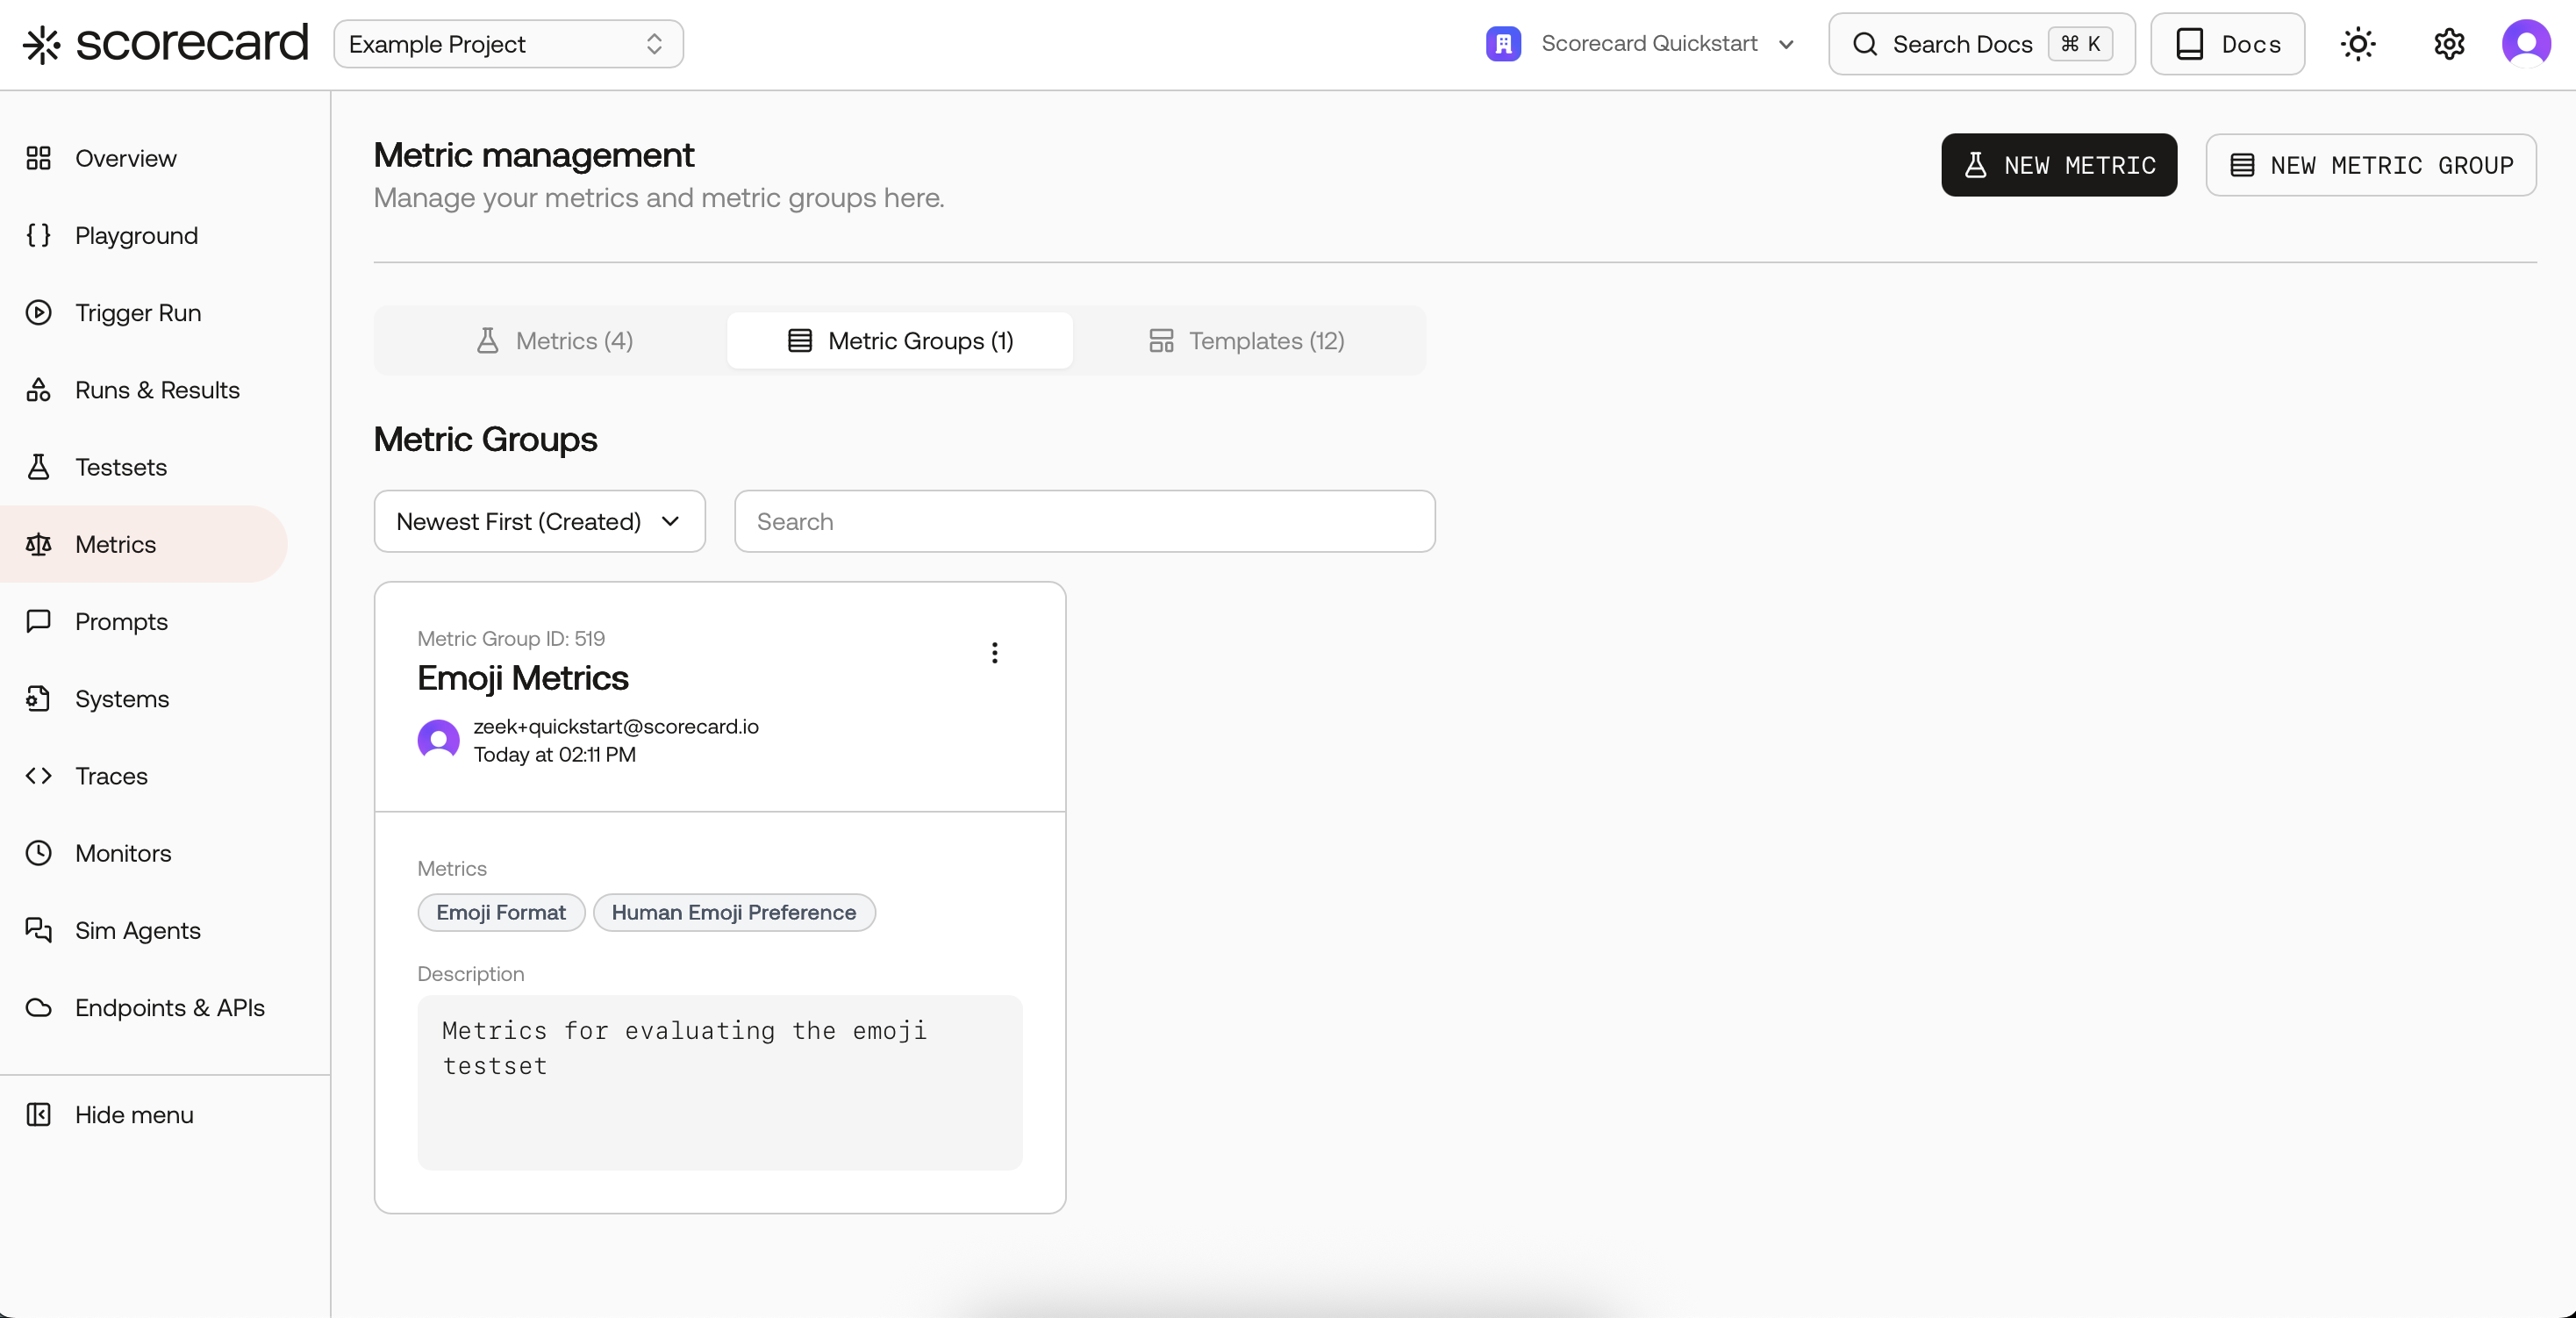 scorecard
Example Project
Scorecard Quickstart
Search Docs ⌘ K
Docs
Overview
Playground
Trigger Run
Runs & Results
Testsets
Metrics
Prompts
Systems
Traces
Monitors
Sim Agents
Endpoints & APIs
Hide menu
Metric management
Manage your metrics and metric groups here.
NEW METRIC
NEW METRIC GROUP
Metrics (4)
Metric Groups (1)
Templates (12)
Metric Groups
Newest First (Created)
Search
Metric Group ID: 519
Emoji Metrics
zeek+quickstart@scorecard.io
Today at 02:11 PM
Metrics
Emoji Format
Human Emoji Preference
Description
Metrics for evaluating the emoji
testset